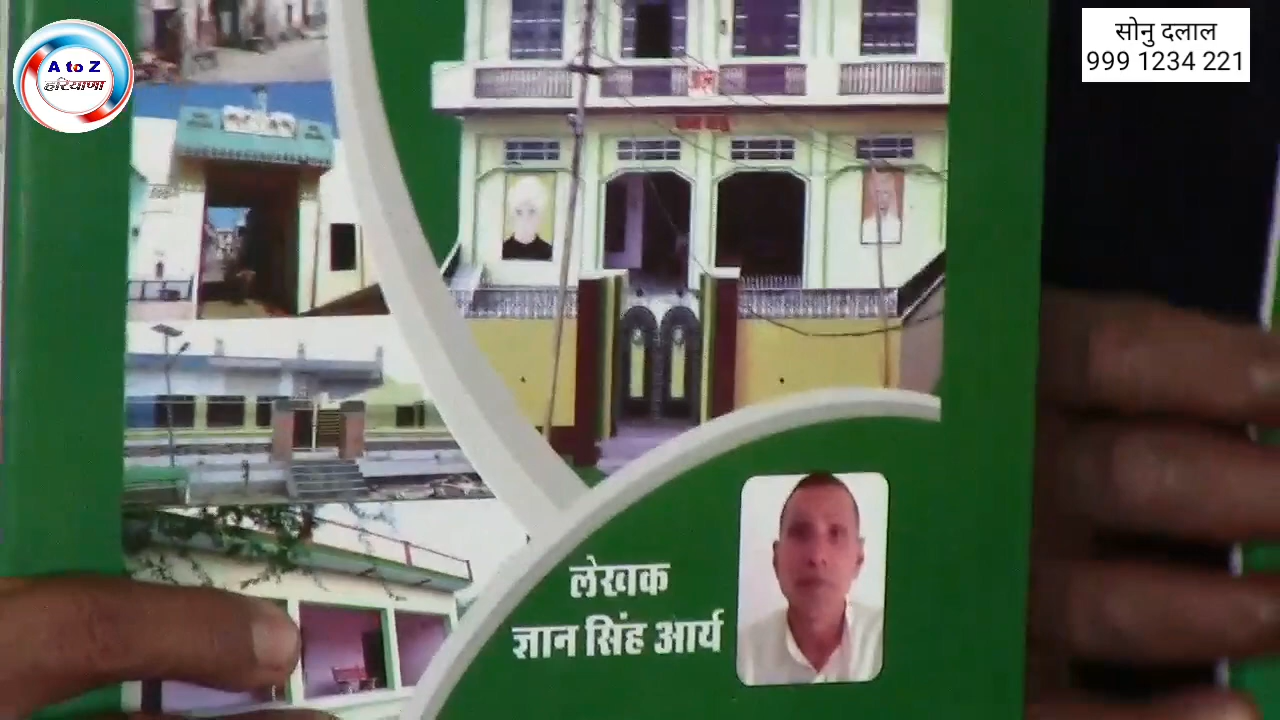 A to Z
हरियाणा
सोनु दलाल
999 1234 221
लेखक
ज्ञान सिंह आर्य